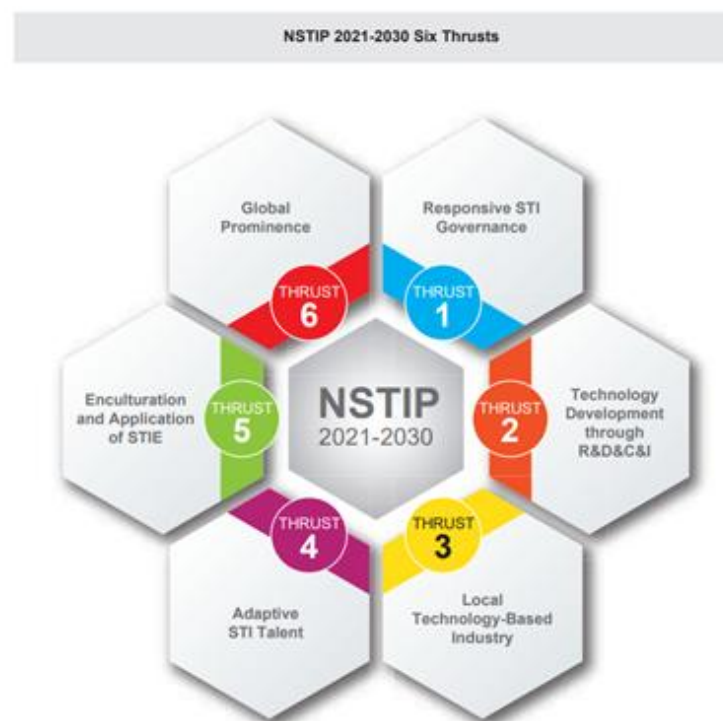 NSTIP 2021-2030 Six Thrusts
Global
Prominence
THRUST
6
Responsive STI
Governance
THRUST
1
Enculturation
and Application
of STIE
THRUST
5
NSTIP
2021-2030
THRUST
2
Technology
Development
through
R&D&C&I
THRUST
4
Adaptive
STI Talent
THRUST
3
Local
Technology-Based
Industry